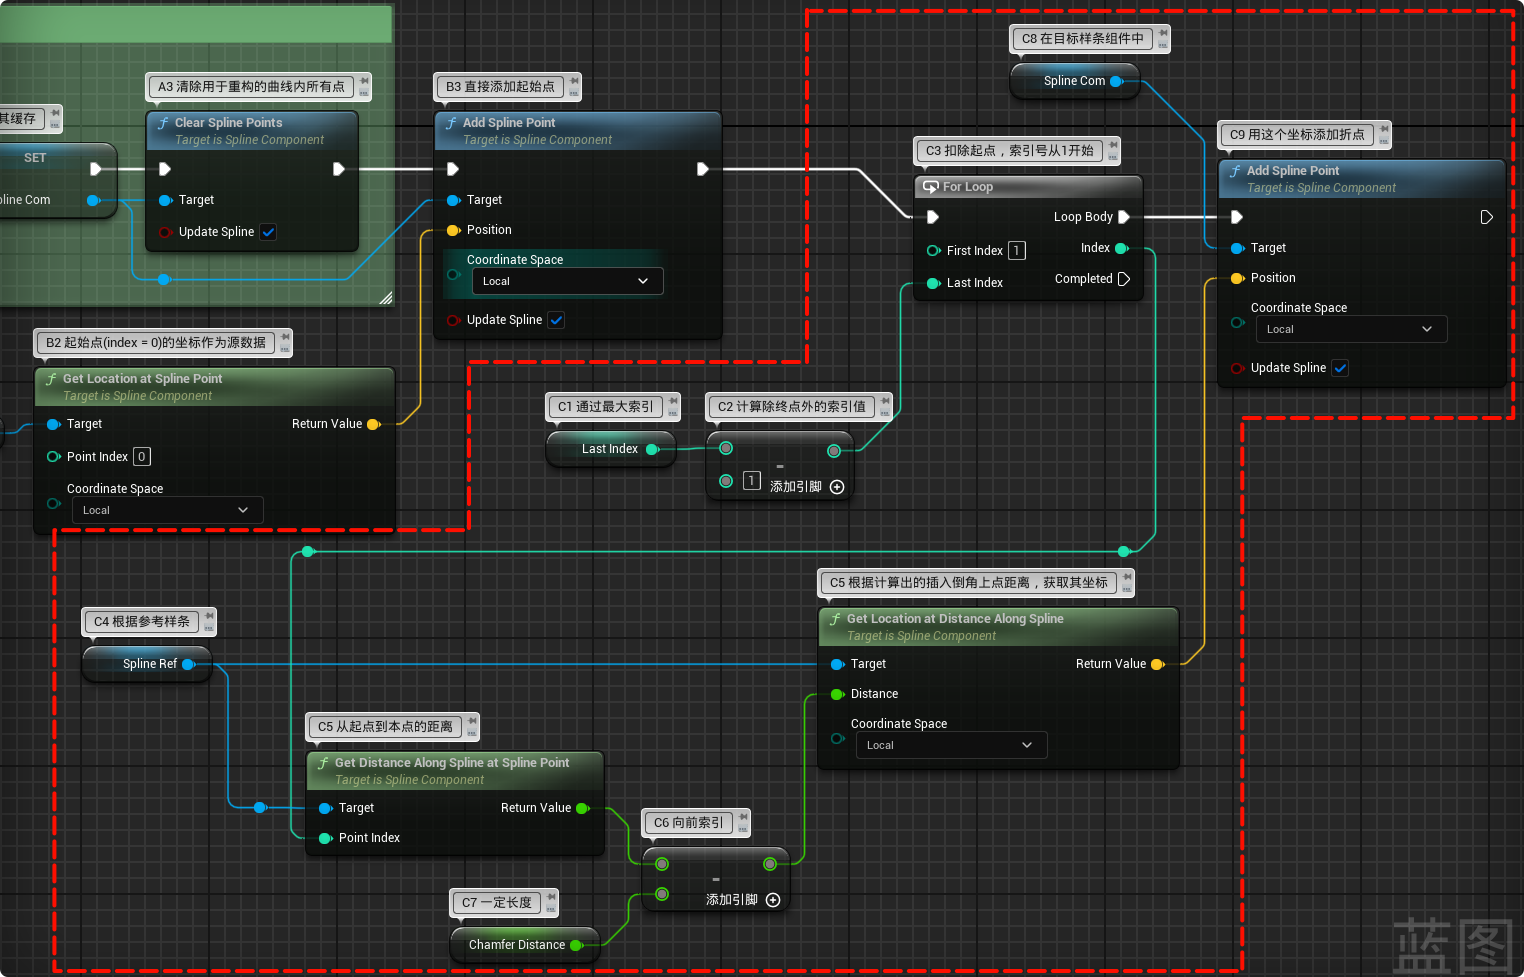 其缓存
SET
pline Com
A3 清除用于重构的曲线内所有点
Clear Spline Points
Target is Spline Component
Target
Update Spline
B3 直接添加起始点
Add Spline Point
Target is Spline Component
Target
Position
Coordinate Space
Local
Update Spline
B2 起始点(index = 0)的坐标作为源数据
Get Location at Spline Point
Target is Spline Component
Target
Return Value
Point Index 0
Coordinate Space
Local
C8 在目标样条组件中
Spline Com
C3 扣除起点，索引号从1开始
For Loop
Loop Body
First Index 1
Index
Last Index
Completed
C9 用这个坐标添加折点
Add Spline Point
Target is Spline Component
Target
Position
Coordinate Space
Local
Update Spline
C1 通过最大索引
Last Index
C2 计算除终点外的索引值
-
1
添加引脚
C4 根据参考样条
Spline Ref
C5 根据计算出的插入倒角上点距离，获取其坐标
Get Location at Distance Along Spline
Target is Spline Component
Target
Return Value
Distance
Coordinate Space
Local
C5 从起点到本点的距离
Get Distance Along Spline at Spline Point
Target is Spline Component
Target
Return Value
Point Index
C6 向前索引
-
添加引脚
C7 一定长度
Chamfer Distance
蓝图